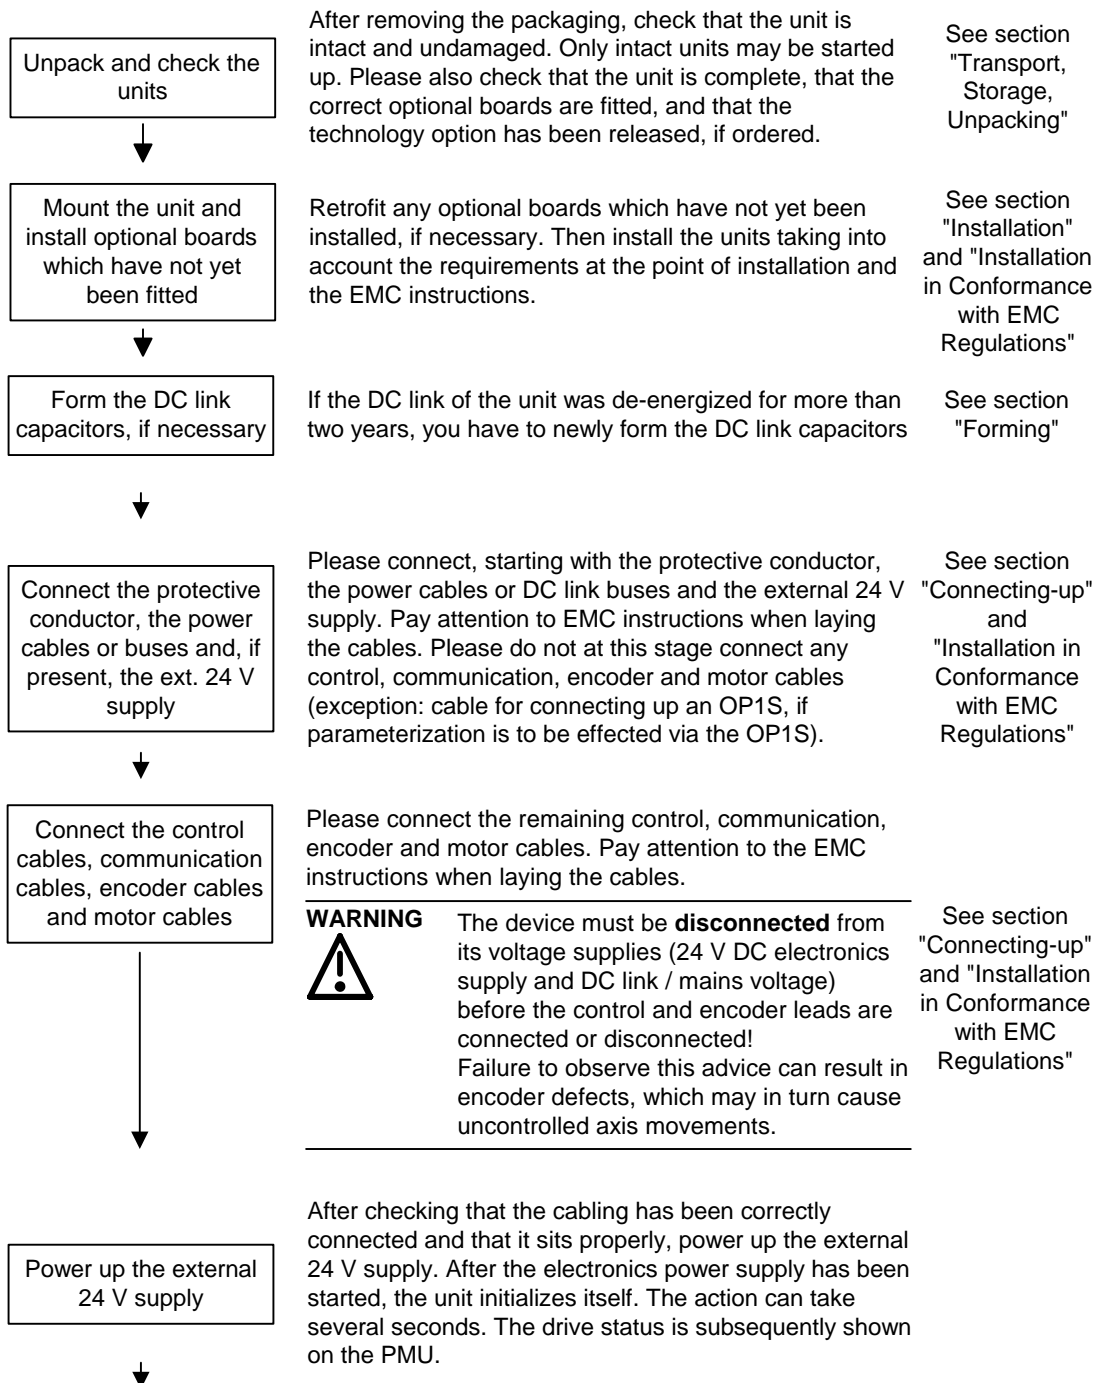 Unpack and check the
units
After removing the packaging, check that the unit is
intact and undamaged. Only intact units may be started
up. Please also check that the unit is complete, that the
correct optional boards are fitted, and that the
technology option has been released, if ordered.
See section
"Transport,
Storage,
Unpacking"
Mount the unit and
install optional boards
which have not yet
been fitted
Retrofit any optional boards which have not yet been
installed, if necessary. Then install the units taking into
account the requirements at the point of installation and
the EMC instructions.
See section
"Installation"
and "Installation
in Conformance
with EMC
Regulations"
Form the DC link
capacitors, if necessary
If the DC link of the unit was de-energized for more than
two years, you have to newly form the DC link capacitors
See section
"Forming"
Connect the protective
conductor, the power
cables or buses and, if
present, the ext. 24 V
supply
Please connect, starting with the protective conductor,
the power cables or DC link buses and the external 24 V
supply. Pay attention to EMC instructions when laying
the cables. Please do not at this stage connect any
control, communication, encoder and motor cables
(exception: cable for connecting up an OP1S, if
parameterization is to be effected via the OP1S).
See section
"Connecting-up"
and
"Installation in
Conformance
with EMC
Regulations"
Connect the control
cables, communication
cables, encoder cables
and motor cables
Please connect the remaining control, communication,
encoder and motor cables. Pay attention to the EMC
instructions when laying the cables.
WARNING
The device must be disconnected from
its voltage supplies (24 V DC electronics
supply and DC link / mains voltage)
before the control and encoder leads are
connected or disconnected!
Failure to observe this advice can result in
encoder defects, which may in turn cause
uncontrolled axis movements.
See section
"Connecting-up"
and "Installation
in Conformance
with EMC
Regulations"
Power up the external
24 V supply
After checking that the cabling has been correctly
connected and that it sits properly, power up the external
24 V supply. After the electronics power supply has been
started, the unit initializes itself. The action can take
several seconds. The drive status is subsequently shown
on the PMU.